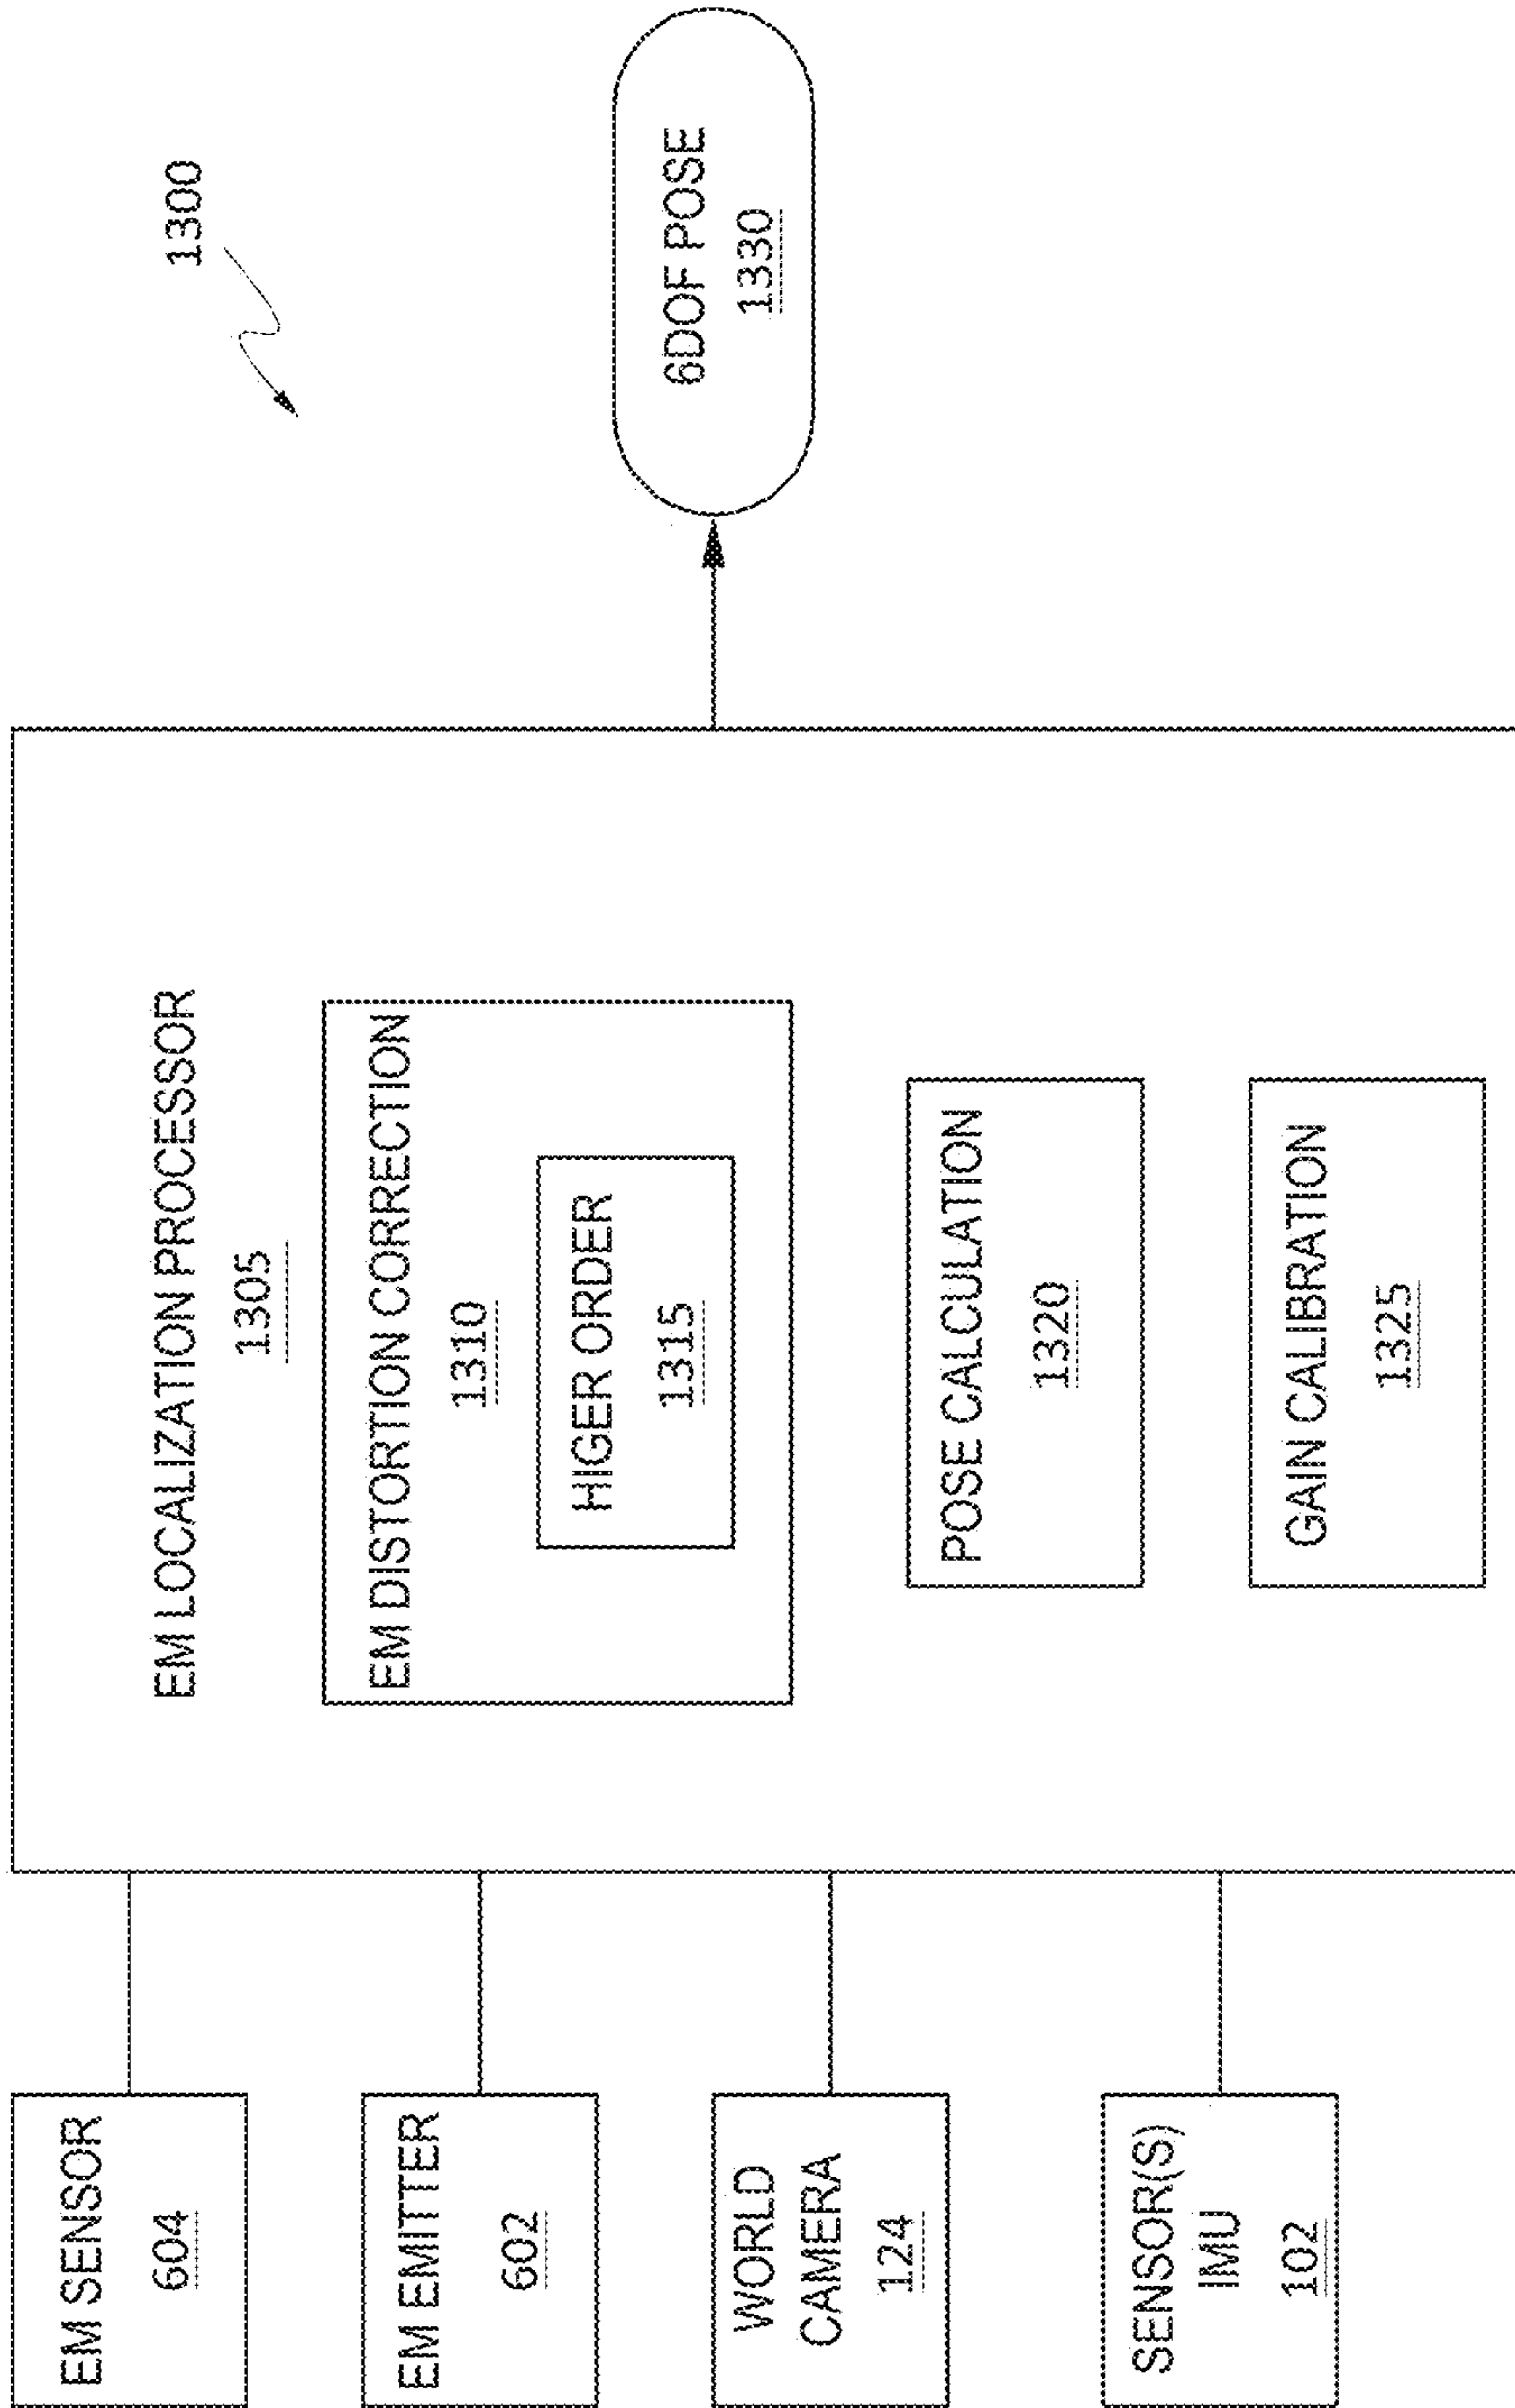 1300
EM SENSOR
604
EM EMITTER
602
WORLD
CAMERA
124
SENSOR(S)
IMU
102
EM LOCALIZATION PROCESSOR
1305
EM DISTORTION CORRECTION
1310
HIGER ORDER
1315
POSE CALCULATION
1320
GAIN CALIBRATION
1325
6DOF POSE
1330